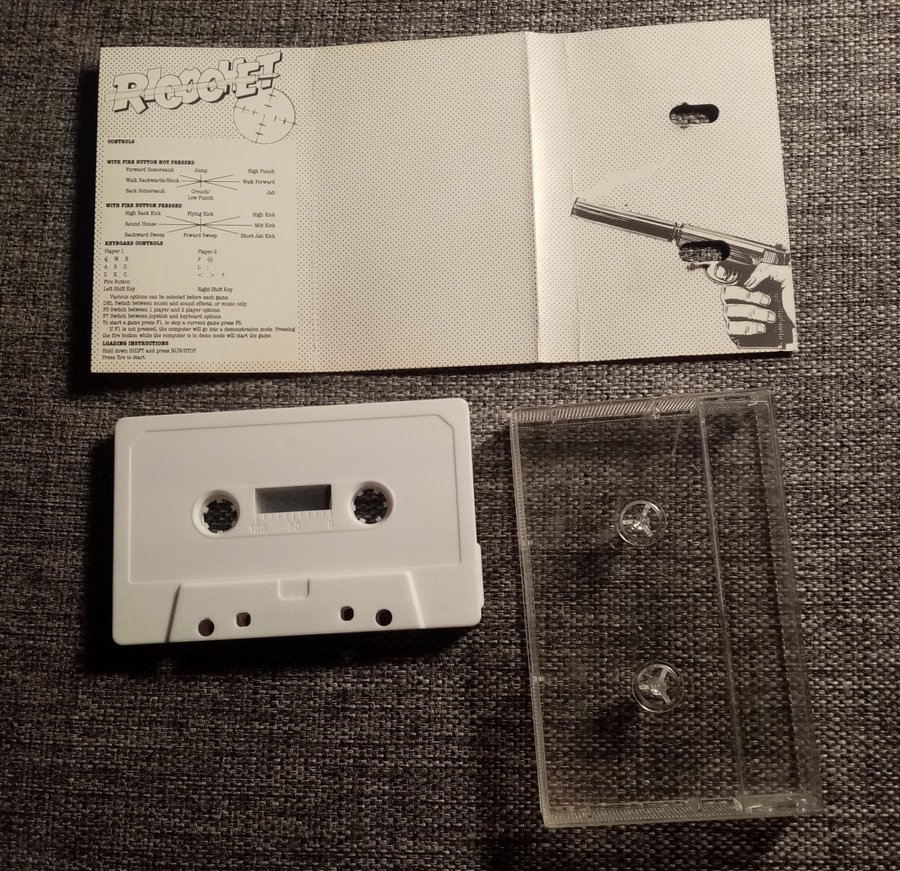 RICOCHET
CONTROLS
WITH FIRE BUTTON NOT PRESSED
Forward Somersault Jump High Punch
Walk Backwards/Block Walk Forward
Back Somersault Crouch/ Jab
Low Punch
WITH FIRE BUTTON PRESSED
High Back Kick Flying Kick High Kick
Round House Mid Kick
Backward Sweep Foward Sweep Short Jab Kick
KEYBOARD CONTROLS
Player 1 Player 2
Q W E P @
A S D L : ;
Z X C < > ?
Fire Button
Left Shift Key Right Shift Key
Various options can be selected before each game.
DEL Switch between music and sound effects, or music only
F3 Switch between 1 player and 2 player options.
F7 Switch between joystick and keyboard options.
To start a game press F1, to stop a current game press F5.
If F1 is not pressed, the computer will go into a demonstration mode. Pressing
the fire button while the computer is in demo mode will start the game.
LOADING INSTRUCTIONS
Hold down SHIFT and press RUN/STOP.
Press fire to start.
100 50 0